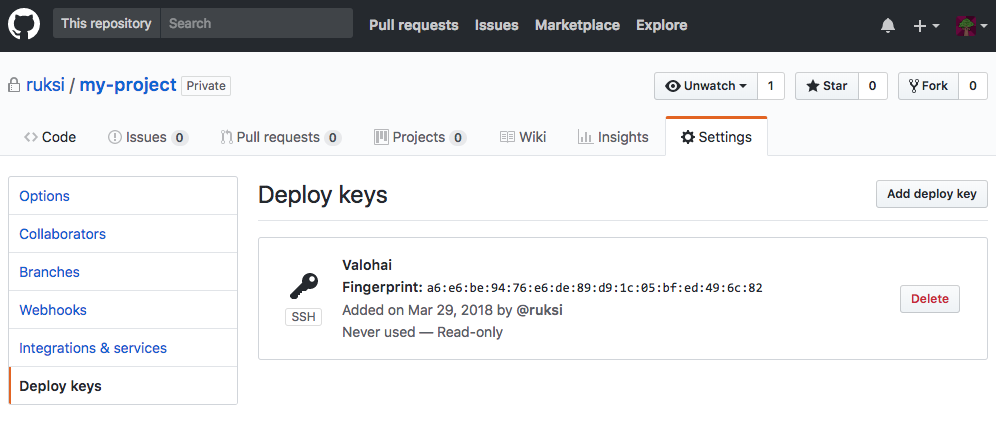 This repository Search Pull requests Issues Marketplace Explore
ruksi / my-project Private Unwatch 1 Star 0 Fork 0
Code Issues 0 Pull requests 0 Projects 0 Wiki Insights Settings
Options
Collaborators
Branches
Webhooks
Integrations & services
Deploy keys
Deploy keys Add deploy key
Valohai
Fingerprint: a6:e6:be:94:76:e6:de:89:d9:1c:05:bf:ed:49:6c:82
Added on Mar 29, 2018 by @ruksi
Never used — Read-only
SSH
Delete